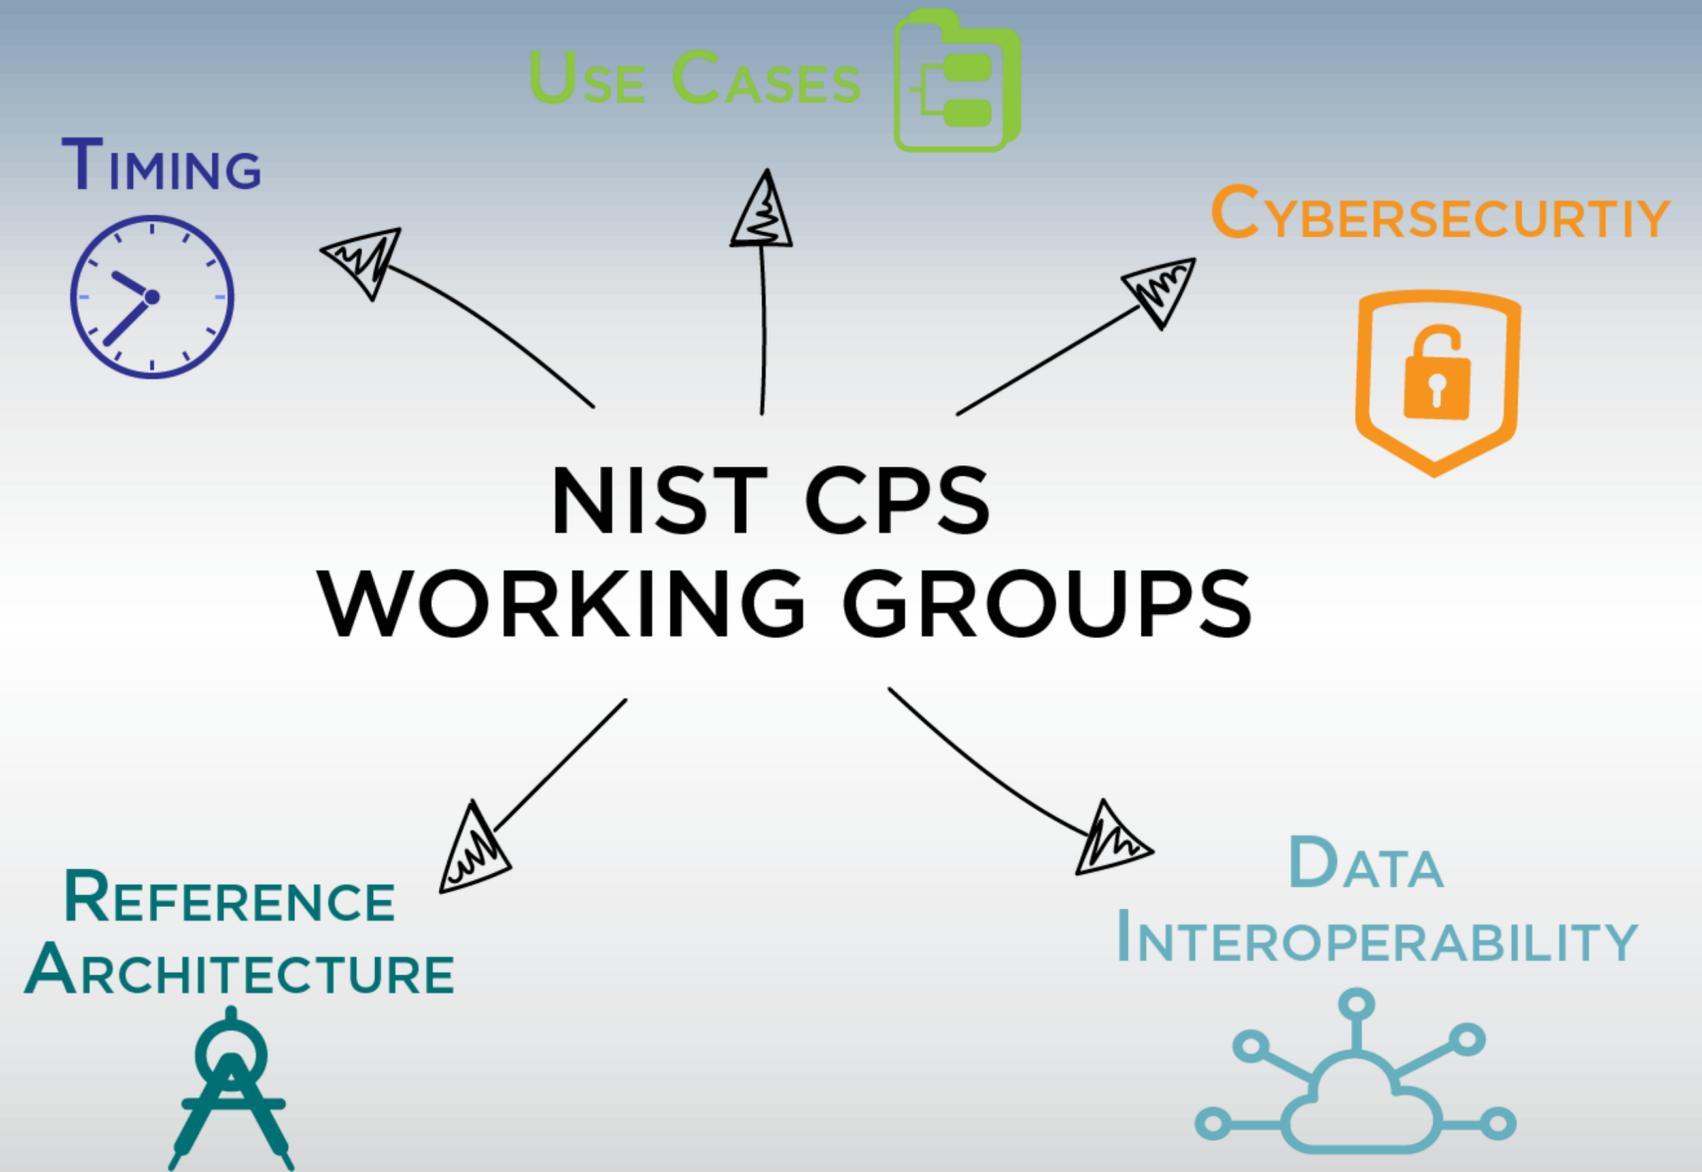 Use Cases
Timing
Cybersecurtiy
NIST CPS
WORKING GROUPS
Reference
Architecture
Data
Interoperability